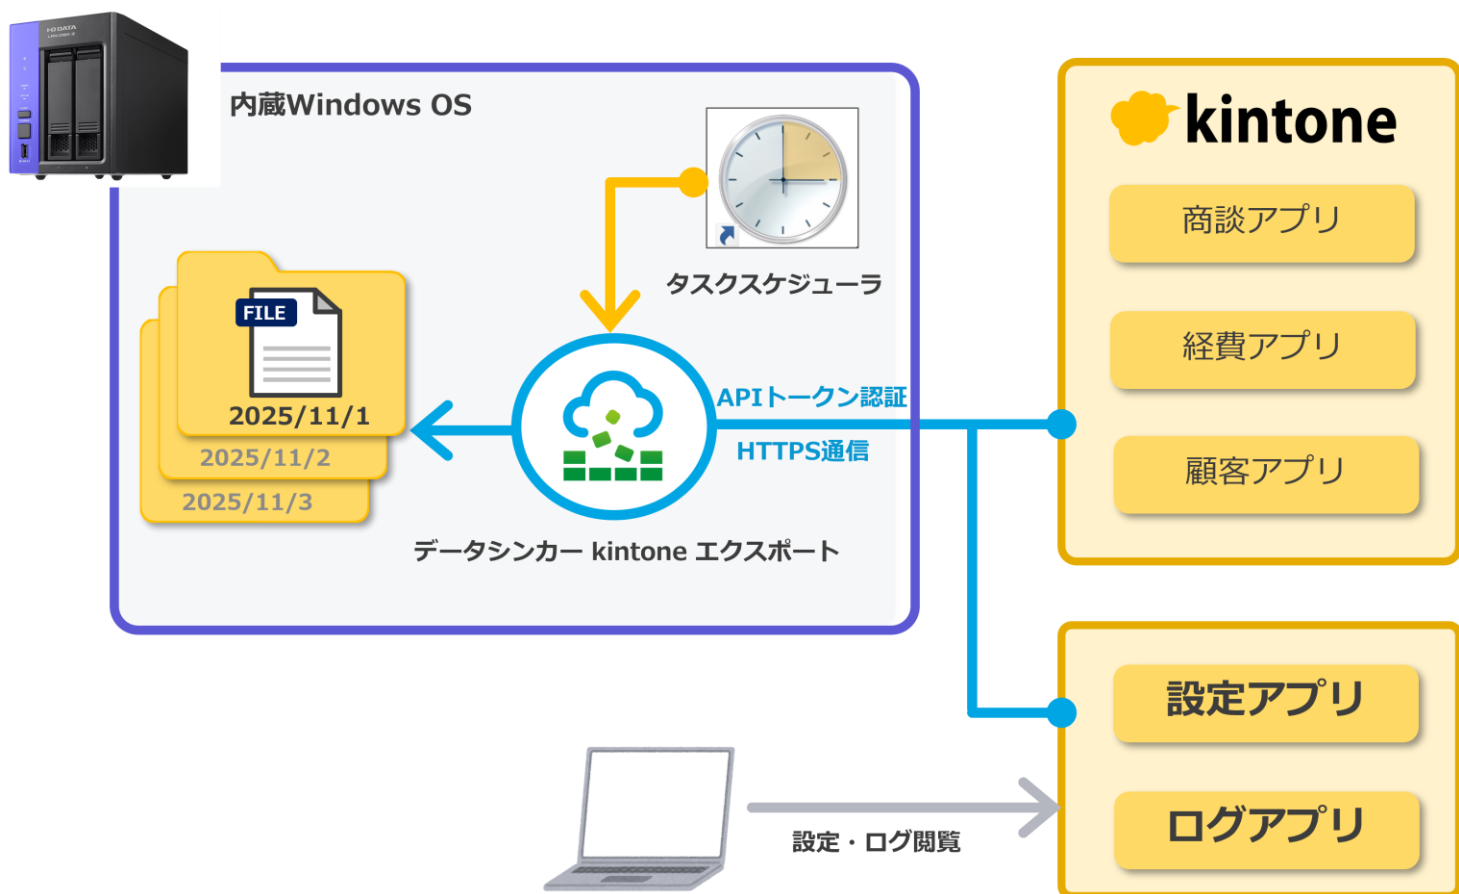 I-O DATA
内蔵Windows OS
タスクスケジューラ
FILE
2025/11/1
2025/11/2
2025/11/3
APIトークン認証
HTTPS通信
データシンカー kintone エクスポート
kintone
商談アプリ
経費アプリ
顧客アプリ
設定アプリ
ログアプリ
設定・ログ閲覧